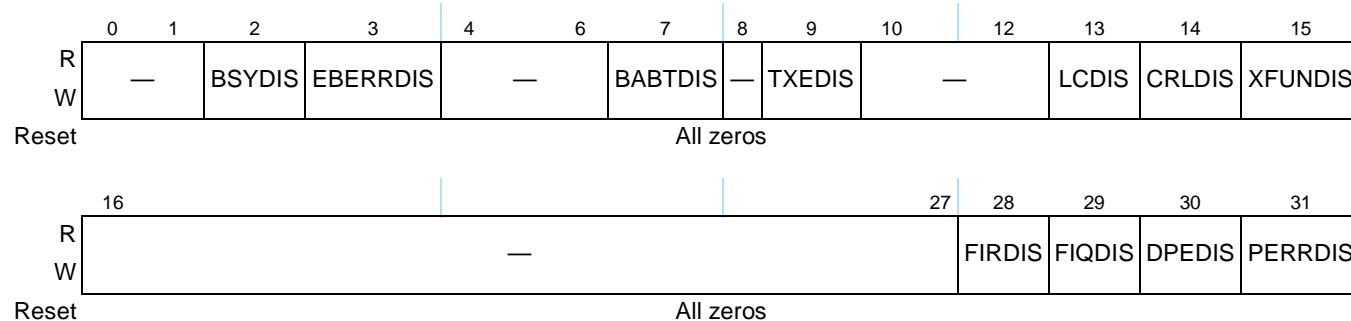 0 1 2 3 4 6 7 8 9 10 12 13 14 15
R
W
— BSYDIS EBERRDIS — BABTDIS — TXEDIS — LCDIS CRLDIS XFUNDIS
Reset All zeros
16 27 28 29 30 31
R
W
— FIRDIS FIQDIS DPEDIS PERRDIS
Reset All zeros